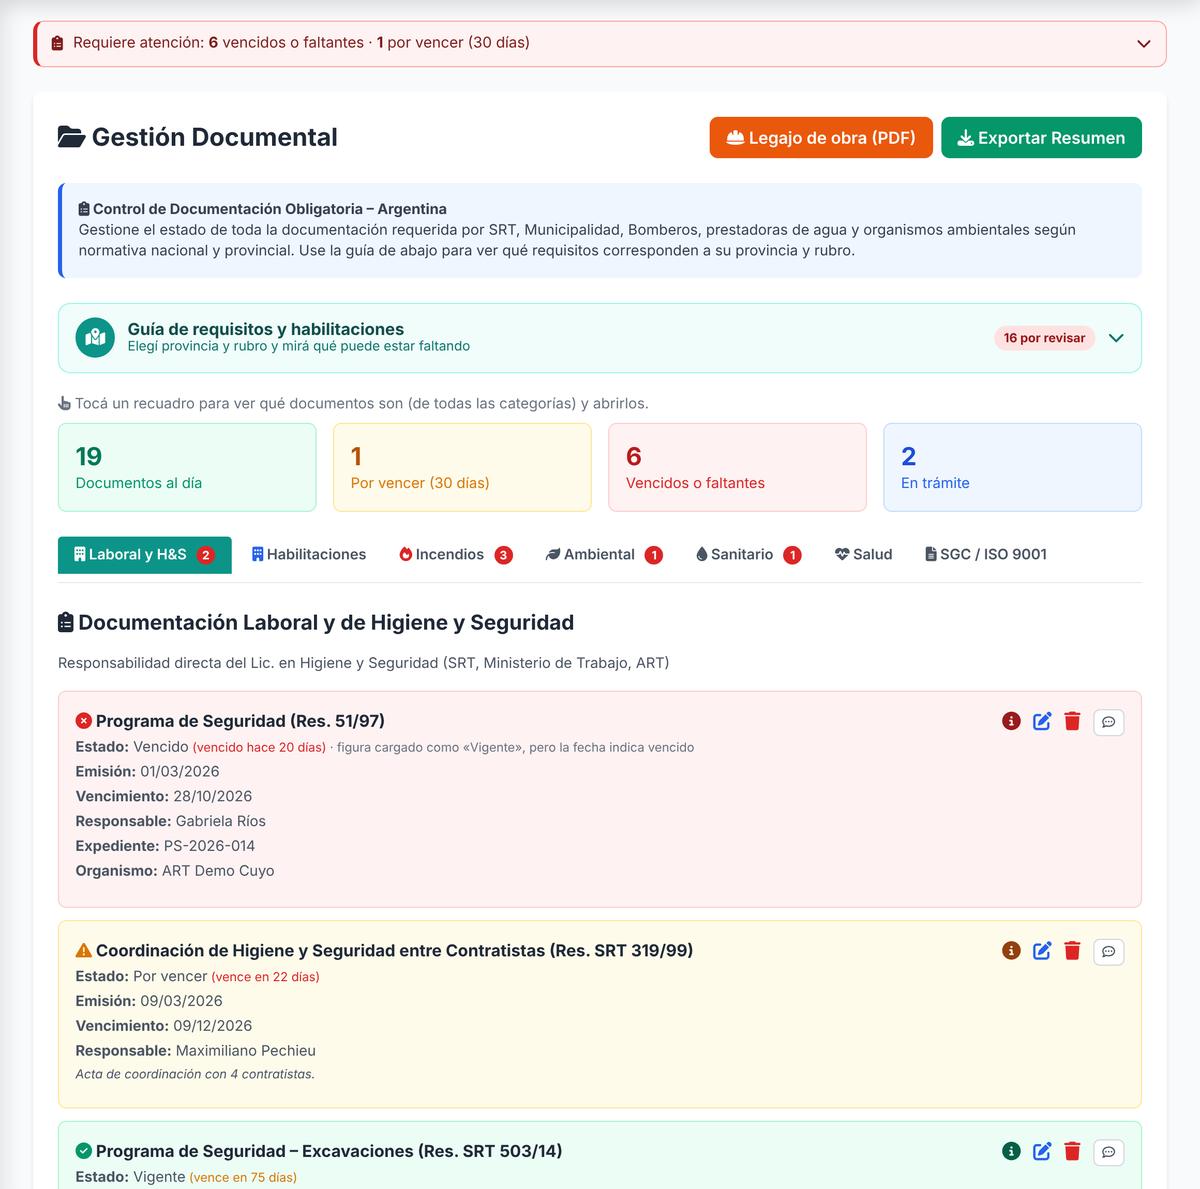 Requiere atención: 6 vencidos o faltantes · 1 por vencer (30 días)
Gestión Documental
Legajo de obra (PDF)
Exportar Resumen
Control de Documentación Obligatoria – Argentina
Gestione el estado de toda la documentación requerida por SRT, Municipalidad, Bomberos, prestadoras de agua y organismos ambientales según
normativa nacional y provincial. Use la guía de abajo para ver qué requisitos corresponden a su provincia y rubro.
Guía de requisitos y habilitaciones
Elegí provincia y rubro y mirá qué puede estar faltando
16 por revisar
Tocá un recuadro para ver qué documentos son (de todas las categorías) y abrirlos.
19
Documentos al día
1
Por vencer (30 días)
6
Vencidos o faltantes
2
En trámite
Laboral y H&S 2
Habilitaciones
Incendios 3
Ambiental 1
Sanitario 1
Salud
SGC / ISO 9001
Documentación Laboral y de Higiene y Seguridad
Responsabilidad directa del Lic. en Higiene y Seguridad (SRT, Ministerio de Trabajo, ART)
Programa de Seguridad (Res. 51/97)
Estado: Vencido (vencido hace 20 días) · figura cargado como «Vigente», pero la fecha indica vencido
Emisión: 01/03/2026
Vencimiento: 28/10/2026
Responsable: Gabriela Ríos
Expediente: PS-2026-014
Organismo: ART Demo Cuyo
Coordinación de Higiene y Seguridad entre Contratistas (Res. SRT 319/99)
Estado: Por vencer (vence en 22 días)
Emisión: 09/03/2026
Vencimiento: 09/12/2026
Responsable: Maximiliano Pechieu
Acta de coordinación con 4 contratistas.
Programa de Seguridad – Excavaciones (Res. SRT 503/14)
Estado: Vigente (vence en 75 días)